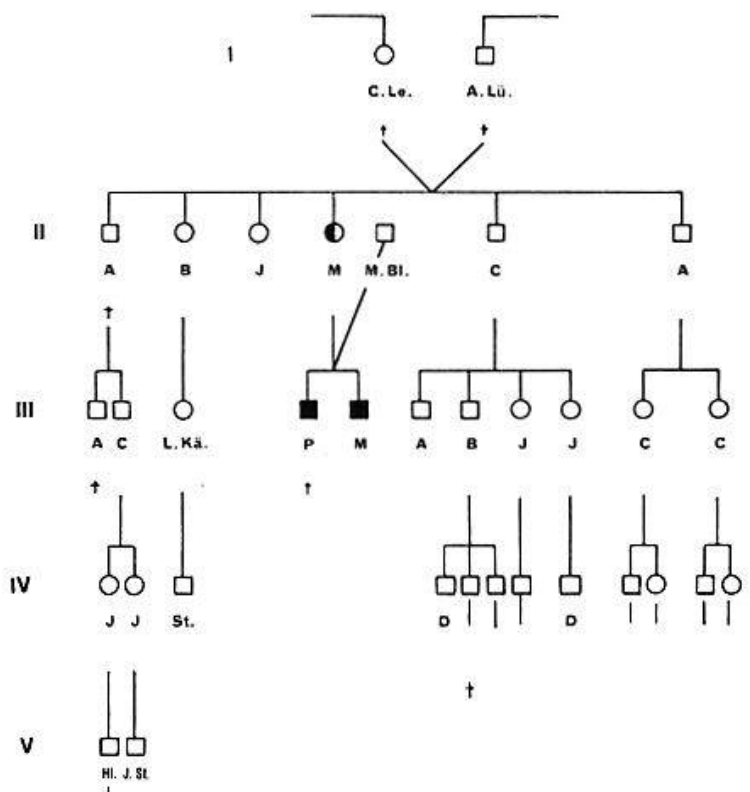 I
C.Le. A.Lü.
† †
II
A B J M M.Bl. C A
†
III
A C L.Kä. P M A B J J C C
† †
IV
J J St. D D
†
V
Hl. J.St.